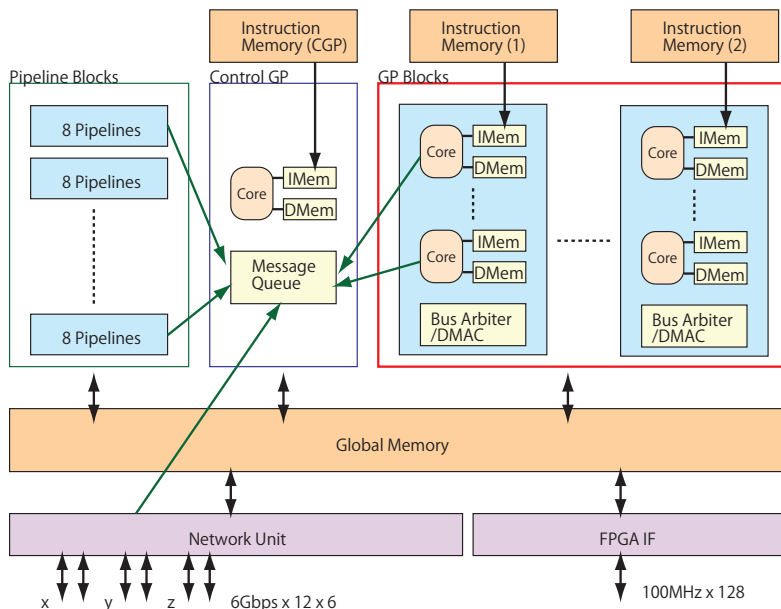 Instruction
Memory (CGP)
Instruction
Memory (1)
Instruction
Memory (2)
Pipeline Blocks
Control GP
GP Blocks
8 Pipelines
8 Pipelines
8 Pipelines
Core
IMem
DMem
Message
Queue
Core
IMem
DMem
Core
IMem
DMem
Bus Arbiter
/DMAC
Core
IMem
DMem
Core
IMem
DMem
Bus Arbiter
/DMAC
Global Memory
Network Unit
FPGA IF
x
y
z
6Gbps x 12 x 6
100MHz x 128